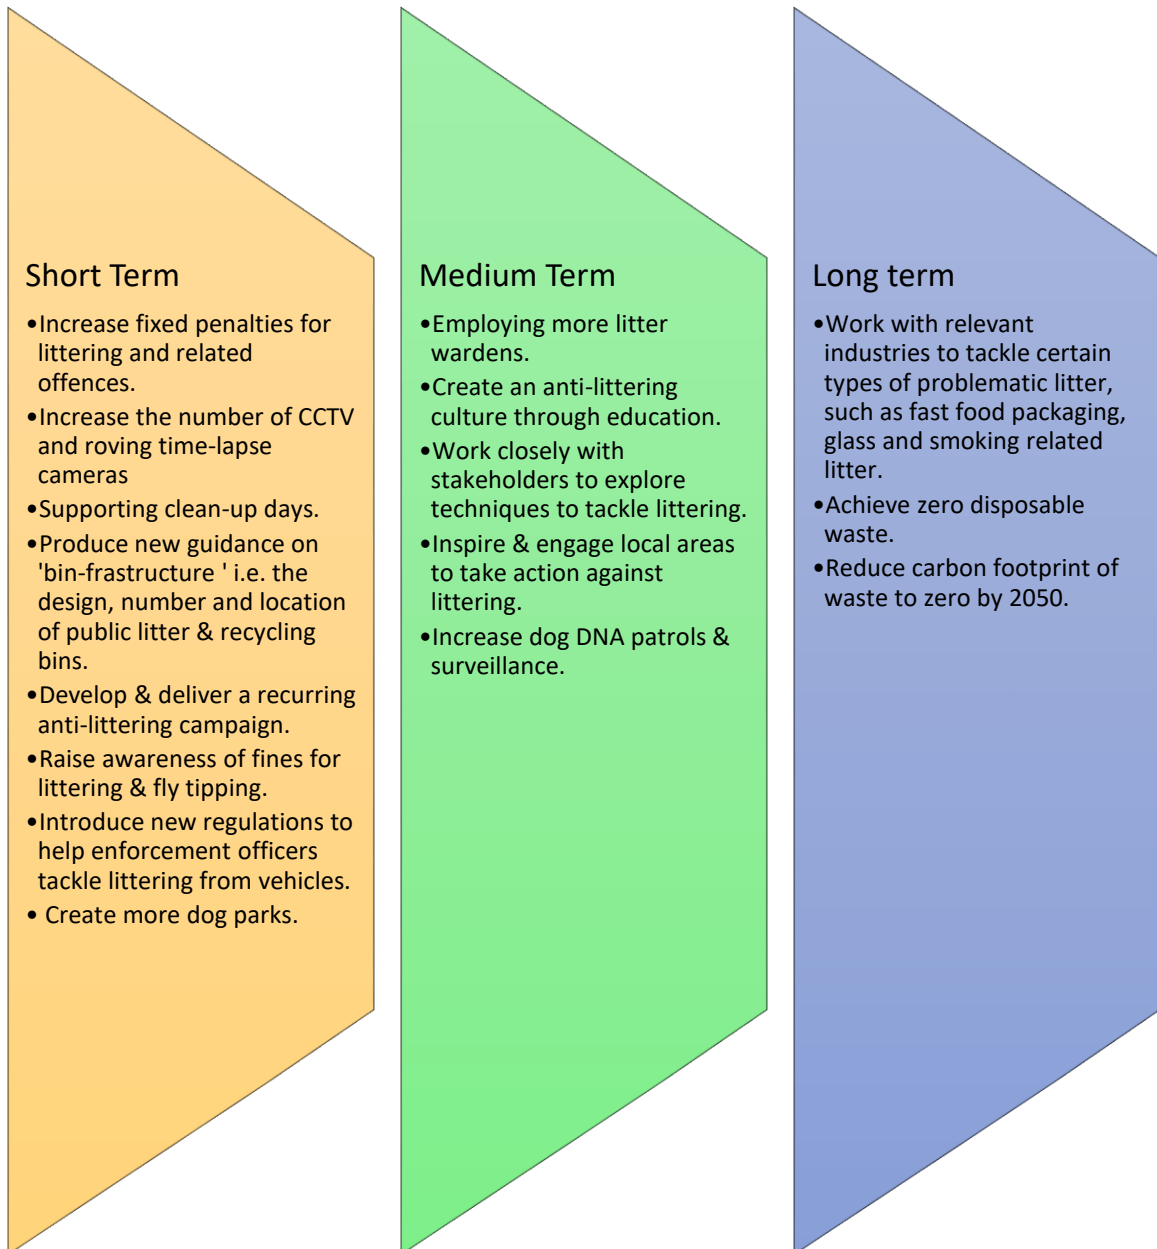 Short Term
•Increase fixed penalties for
littering and related
offences.
•Increase the number of CCTV
and roving time-lapse
cameras
•Supporting clean-up days.
•Produce new guidance on
'bin-frastructure ' i.e. the
design, number and location
of public litter & recycling
bins.
•Develop & deliver a recurring
anti-littering campaign.
•Raise awareness of fines for
littering & fly tipping.
•Introduce new regulations to
help enforcement officers
tackle littering from vehicles.
• Create more dog parks.
Medium Term
•Employing more litter
wardens.
•Create an anti-littering
culture through education.
•Work closely with
stakeholders to explore
techniques to tackle littering.
•Inspire & engage local areas
to take action against
littering.
•Increase dog DNA patrols &
surveillance.
Long term
•Work with relevant
industries to tackle certain
types of problematic litter,
such as fast food packaging,
glass and smoking related
litter.
•Achieve zero disposable
waste.
•Reduce carbon footprint of
waste to zero by 2050.